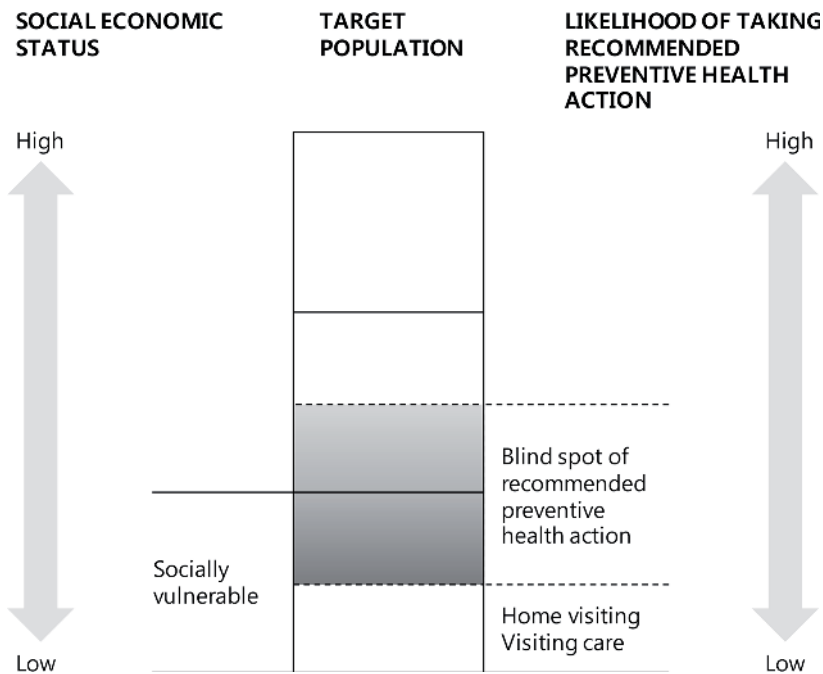 SOCIAL ECONOMIC
STATUS
TARGET
POPULATION
LIKELIHOOD OF TAKING
RECOMMENDED
PREVENTIVE HEALTH
ACTION
High
High
Blind spot of
recommended
preventive
health action
Socially
vulnerable
Home visiting
Visiting care
Low
Low